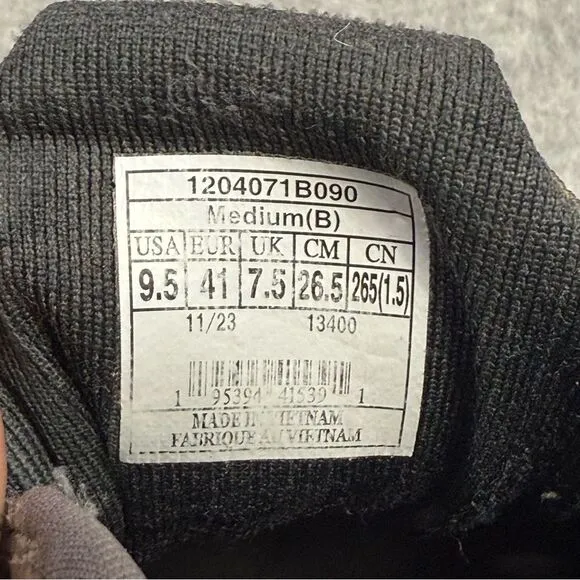 1204071B090
Medium(B)
USA EUR UK CM CN
9.5 41 7.5 26.5 265(1.5)
11/23 13400
1 95394 41539 1
MADE IN VIETNAM
FABRIQUE AU VIETNAM